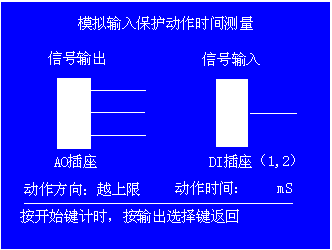 模拟输入保护动作时间测量
信号输出 信号输入
AO插座 DI插座（1,2）
动作方向：越上限 动作时间： mS
按开始键计时，按输出选择键返回